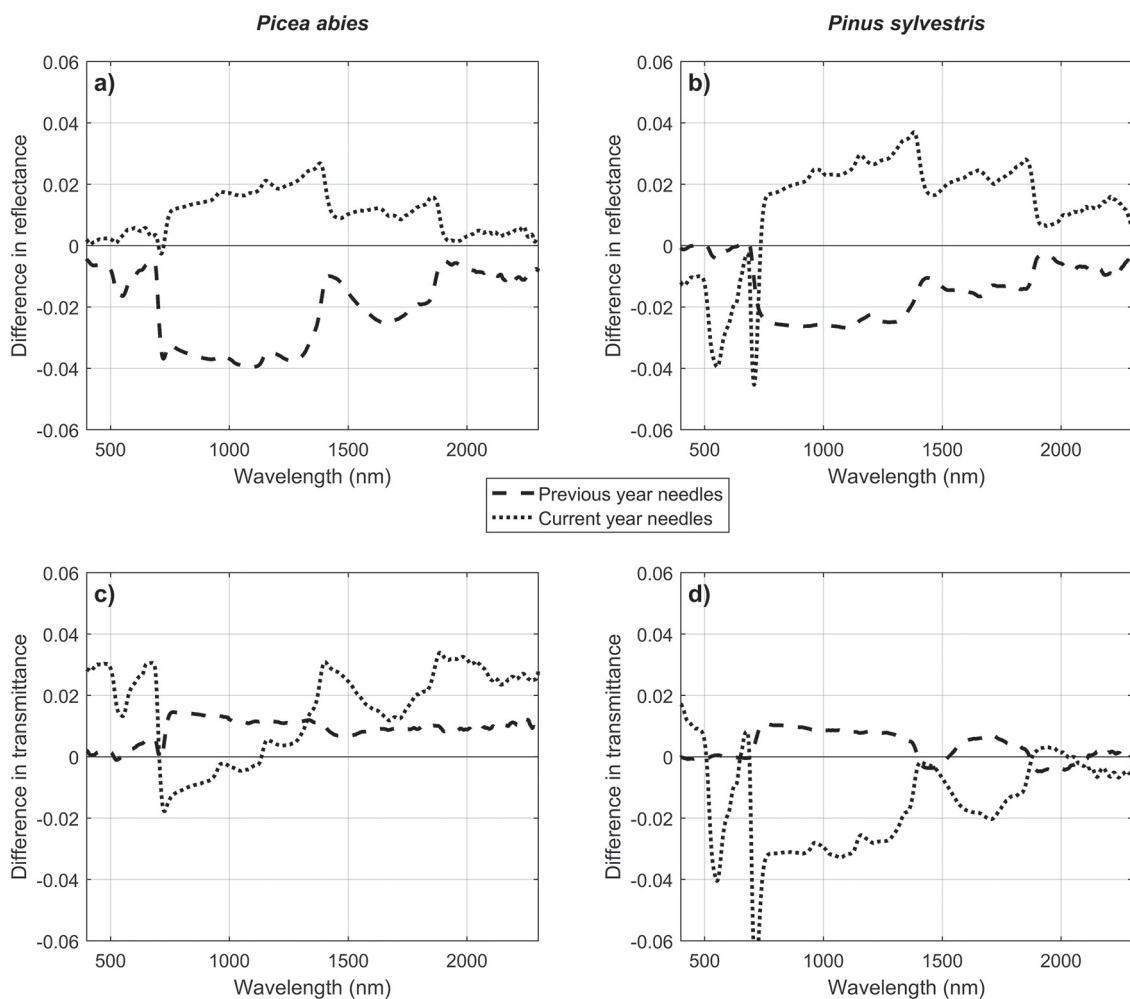 Picea abies
Pinus sylvestris
a)
0.06
0.04
0.02
0
-0.02
-0.04
-0.06
Difference in reflectance
500
1000
1500
2000
Wavelength (nm)
b)
0.06
0.04
0.02
0
-0.02
-0.04
-0.06
Difference in reflectance
500
1000
1500
2000
Wavelength (nm)
Previous year needles
Current year needles
c)
0.06
0.04
0.02
0
-0.02
-0.04
-0.06
Difference in transmittance
500
1000
1500
2000
Wavelength (nm)
d)
0.06
0.04
0.02
0
-0.02
-0.04
-0.06
Difference in transmittance
500
1000
1500
2000
Wavelength (nm)